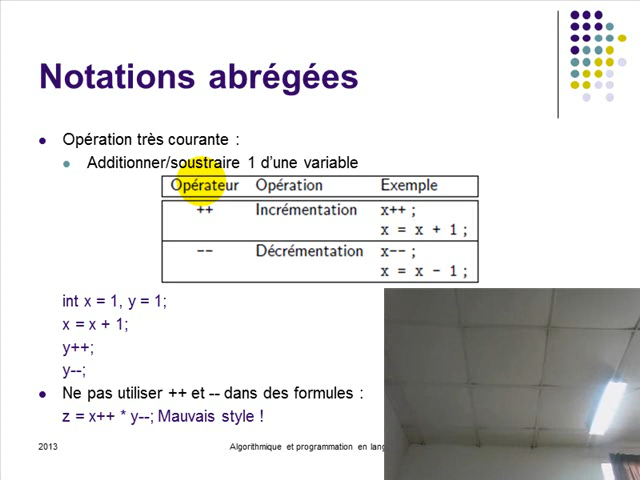 Notations abrégées
Opération très courante :
Additionner/soustraire 1 d'une variable
Opérateur Opération Exemple
++ Incrémentation x++ ;
x = x + 1 ;
-- Décrémentation x-- ;
x = x - 1 ;
int x = 1, y = 1;
x = x + 1;
y++;
y--;
Ne pas utiliser ++ et -- dans des formules :
z = x++ * y--; Mauvais style !
2013 Algorithmique et programmation en